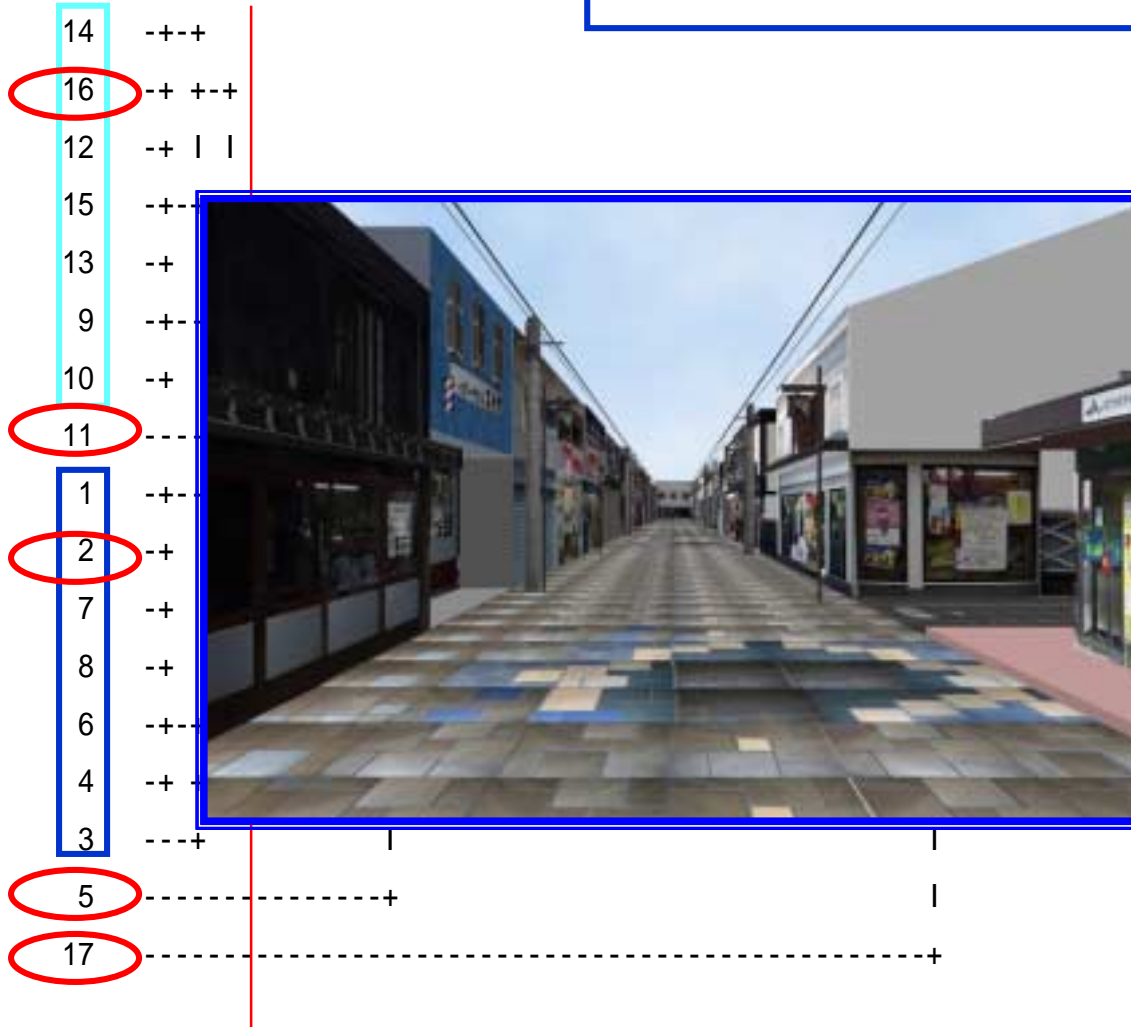 14 -+-+
16 -+ +-+
12 -+ I I
15 -+--
13 -+
9 -+--
10 -+
11 ----
1 -+--
2 -+
7 -+
8 -+
6 -+--
4 -+ +
3 ---+ I I
5 ---------------+ I
17 -------------------------------------------------+